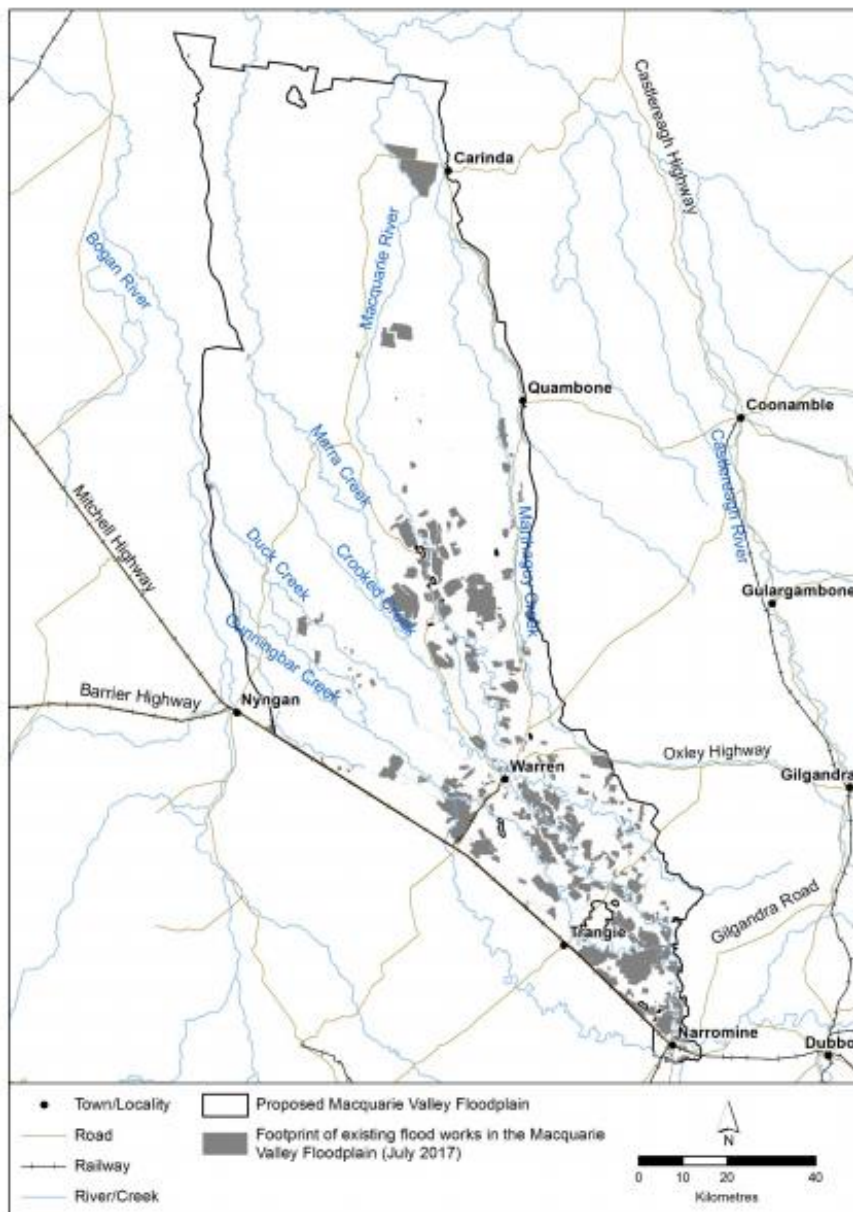 Castlereagh Highway
Carinda
Macquarie River
Bogan River
Quambone
Coonamble
Marra Creek
Castlereagh River
Mitchell Highway
Marthaguy Creek
Duck Creek
Crooked Creek
Gulargambone
Gunningbar Creek
Barrier Highway
Nyngan
Oxley Highway
Warren
Gilgandra
Gilgandra Road
Trangie
Narromine
Dubbo
Town/Locality
Road
Railway
River/Creek
Proposed Macquarie Valley Floodplain
Footprint of existing flood works in the Macquarie
Valley Floodplain (July 2017)
N
0 10 20 40
Kilometres